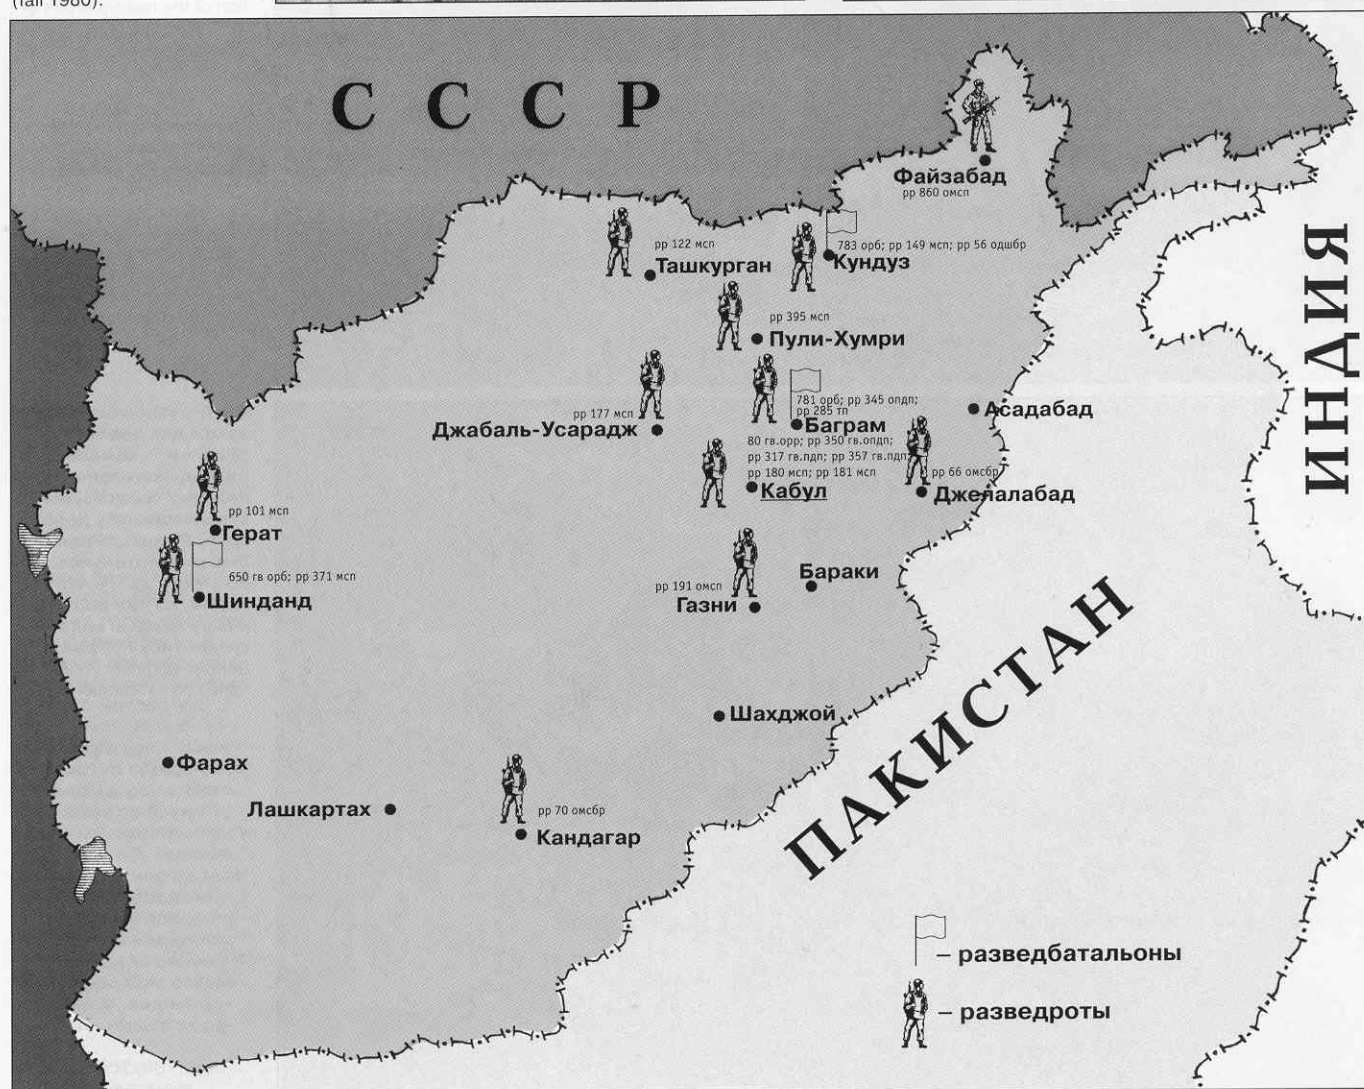 (fall 1980).
С С С Р
Файзабад
рр 860 омсп
рр 122 мсп
Ташкурган
783 орб; рр 149 мсп; рр 56 одшбр
Кундуз
ИНДИЯ
рр 395 мсп
Пули-Хумри
781 орб; рр 345 опдп;
рр 285 тп
Баграм
рр 177 мсп
Джабаль-Усарадж
Асадабад
80 гв.орр; рр 350 гв.опдп;
рр 317 гв.пдп; рр 357 гв.пдп;
рр 180 мсп; рр 181 мсп
Кабул
рр 66 омсбр
Джелалабад
рр 101 мсп
Герат
650 гв орб; рр 371 мсп
Шинданд
рр 191 омсп
Газни
Бараки
ПАКИСТАН
Шахджой
Фарах
Лашкартах
рр 70 омсбр
Кандагар
– разведбатальоны
– разведроты